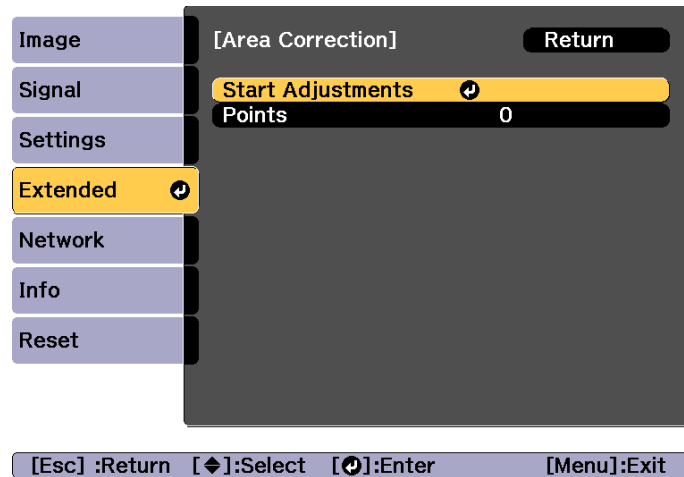 Image
Signal
Settings
Extended
Network
Info
Reset
[Area Correction] Return
Start Adjustments
Points 0
[Esc] :Return [◆]:Select [↵]:Enter [Menu]:Exit